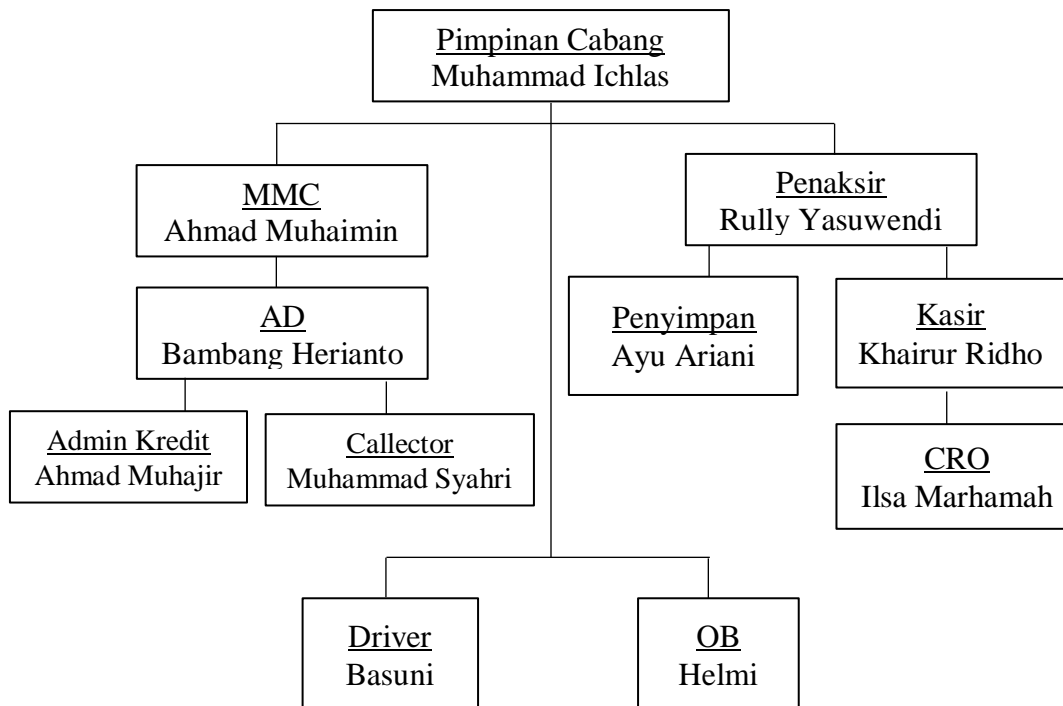 Pimpinan Cabang
Muhammad Ichlas
MMC
Ahmad Muhaimin
Penaksir
Rully Yasuwendi
AD
Bambang Herianto
Penyimpan
Ayu Ariani
Kasir
Khairur Ridho
Admin Kredit
Ahmad Muhajir
Callector
Muhammad Syahri
CRO
Ilsa Marhamah
Driver
Basuni
OB
Helmi